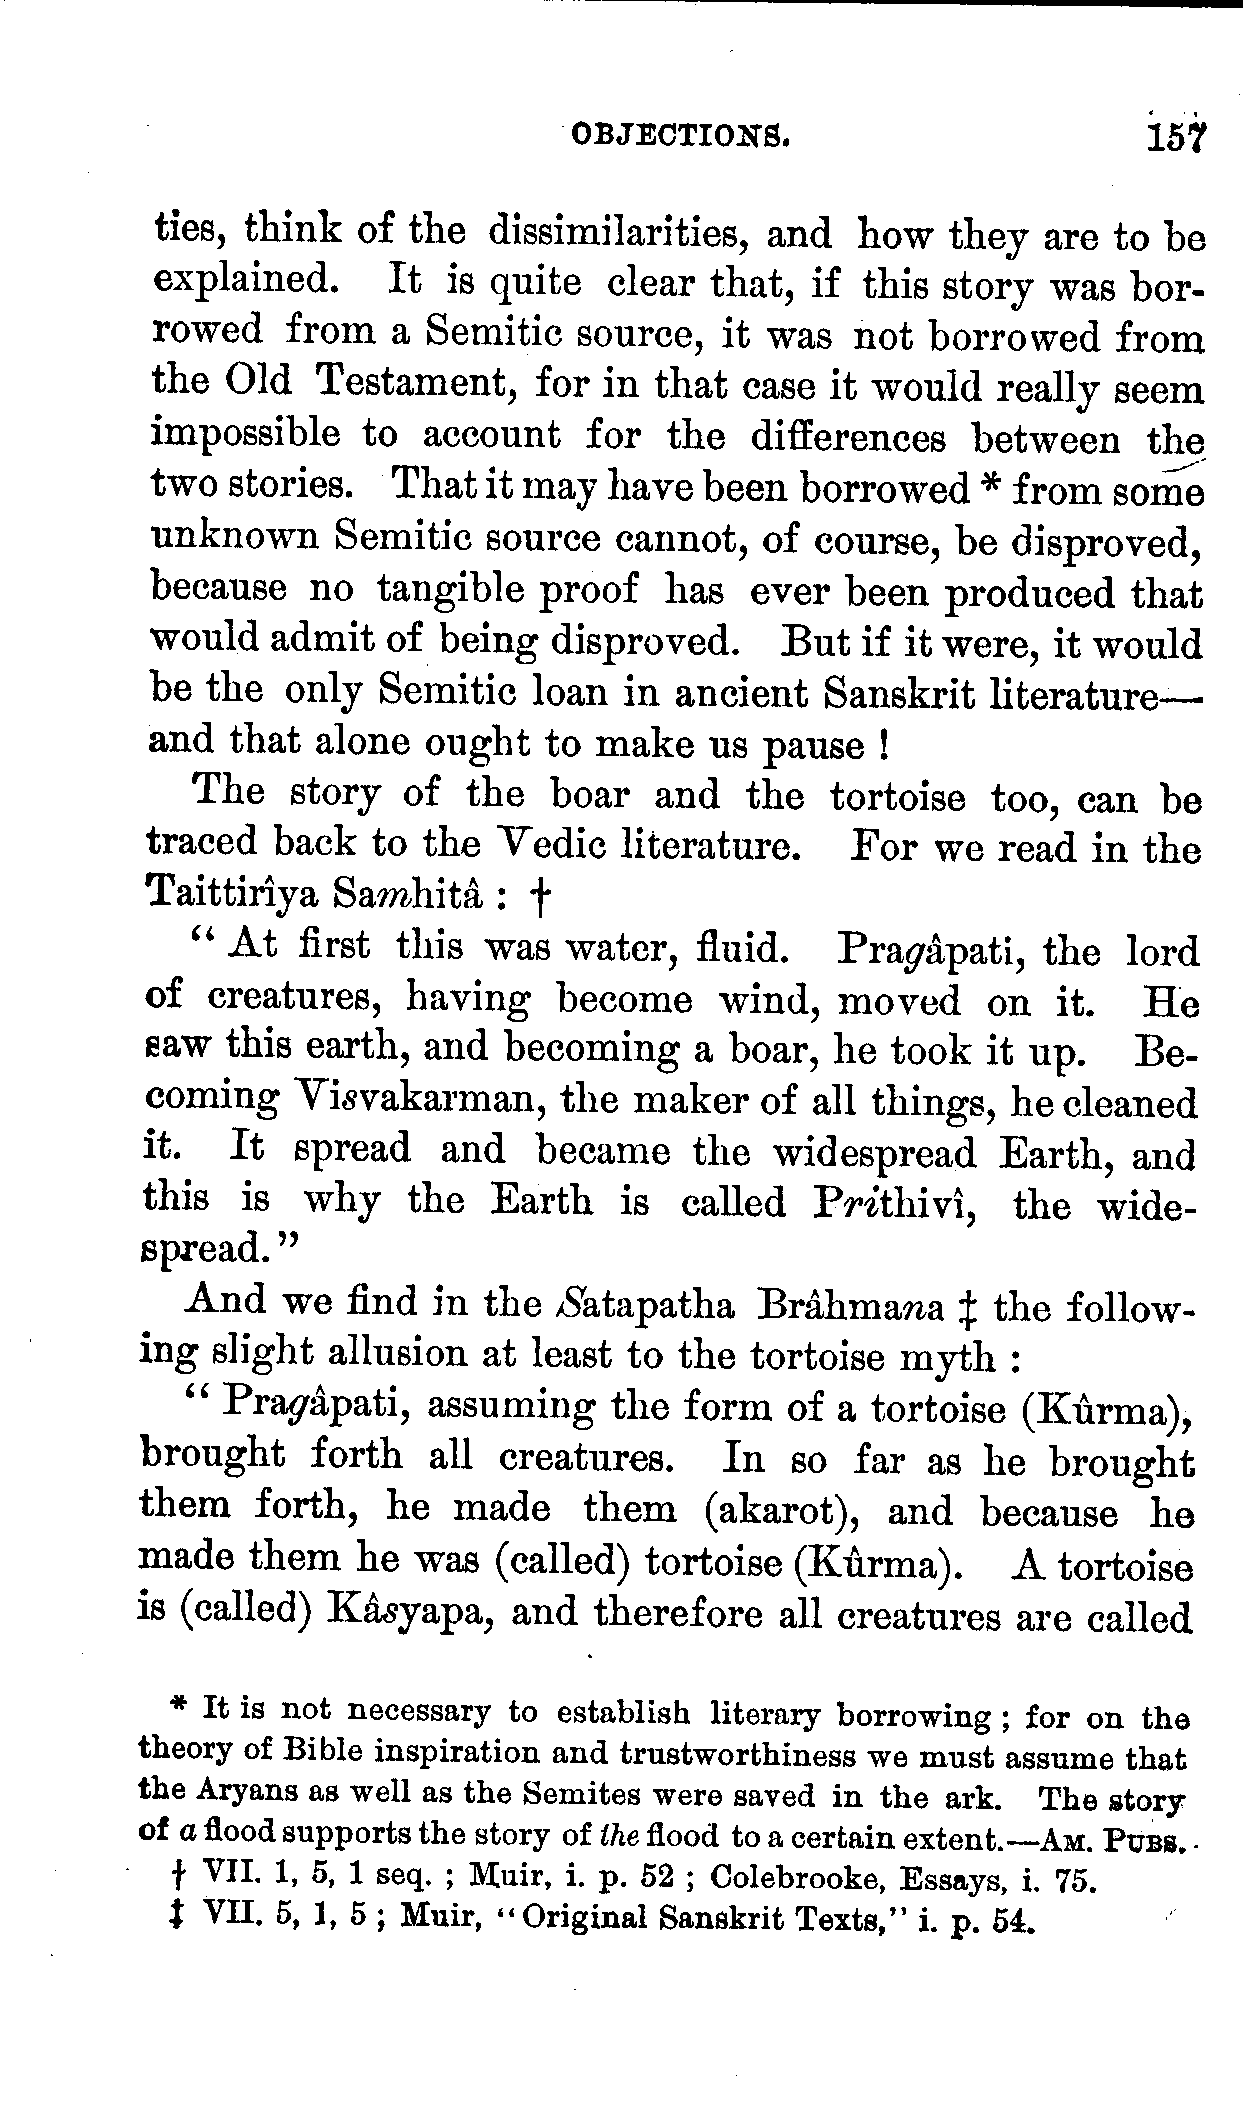 OBJECTIONS. 157
ties, think of the dissimilarities, and how they are to be
explained. It is quite clear that, if this story was bor-
rowed from a Semitic source, it was not borrowed from
the Old Testament, for in that case it would really seem
impossible to account for the differences between the
two stories. That it may have been borrowed * from some
unknown Semitic source cannot, of course, be disproved,
because no tangible proof has ever been produced that
would admit of being disproved. But if it were, it would
be the only Semitic loan in ancient Sanskrit literature—
and that alone ought to make us pause !
The story of the boar and the tortoise too, can be
traced back to the Vedic literature. For we read in the
Taittirîya Samhitâ : †
“ At first this was water, fluid. Pragâpati, the lord
of creatures, having become wind, moved on it. He
saw this earth, and becoming a boar, he took it up. Be-
coming Visvakarman, the maker of all things, he cleaned
it. It spread and became the widespread Earth, and
this is why the Earth is called Prithivî, the wide-
spread.”
And we find in the Satapatha Brâhmana ‡ the follow-
ing slight allusion at least to the tortoise myth :
“ Pragâpati, assuming the form of a tortoise (Kûrma),
brought forth all creatures. In so far as he brought
them forth, he made them (akarot), and because he
made them he was (called) tortoise (Kûrma). A tortoise
is (called) Kâsyapa, and therefore all creatures are called
* It is not necessary to establish literary borrowing ; for on the
theory of Bible inspiration and trustworthiness we must assume that
the Aryans as well as the Semites were saved in the ark. The story
of a flood supports the story of the flood to a certain extent.—AM. PUBS.
† VII. 1, 5, 1 seq. ; Muir, i. p. 52 ; Colebrooke, Essays, i. 75.
‡ VII. 5, 1, 5 ; Muir, “Original Sanskrit Texts,” i. p. 54.